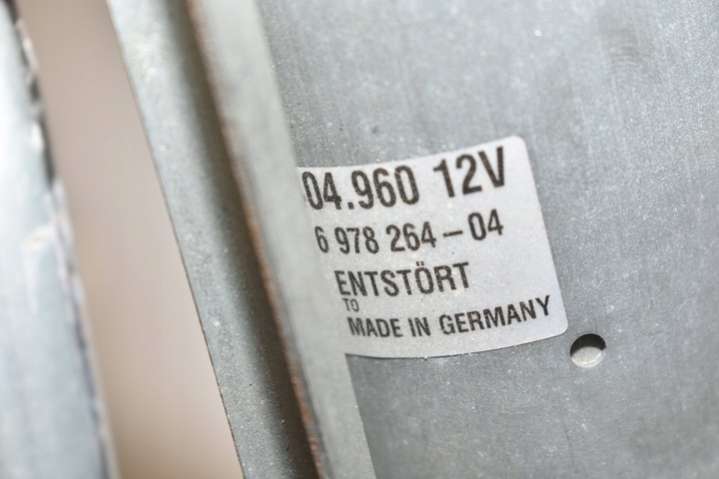 04.960 12V
6 978 264-04
ENTSTÖRT
TO
MADE IN GERMANY